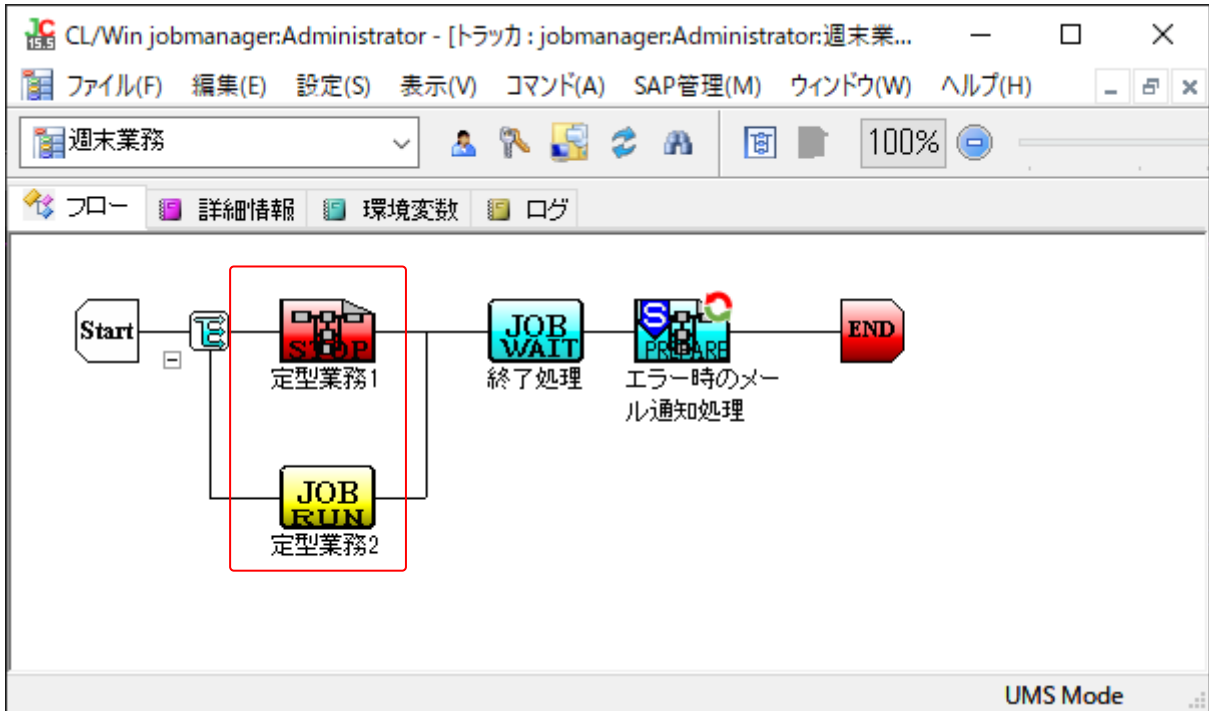 JC
15.5
CL/Win jobmanager:Administrator - [トラッカ : jobmanager:Administrator:週末業...
ファイル(F) 編集(E) 設定(S) 表示(V) コマンド(A) SAP管理(M) ウィンドウ(W) ヘルプ(H)
週末業務
100%
フロー 詳細情報 環境変数 ログ
Start
STOP
定型業務1
JOB
WAIT
終了処理
S
PREPARE
エラー時のメー
ル通知処理
END
JOB
RUN
定型業務2
UMS Mode